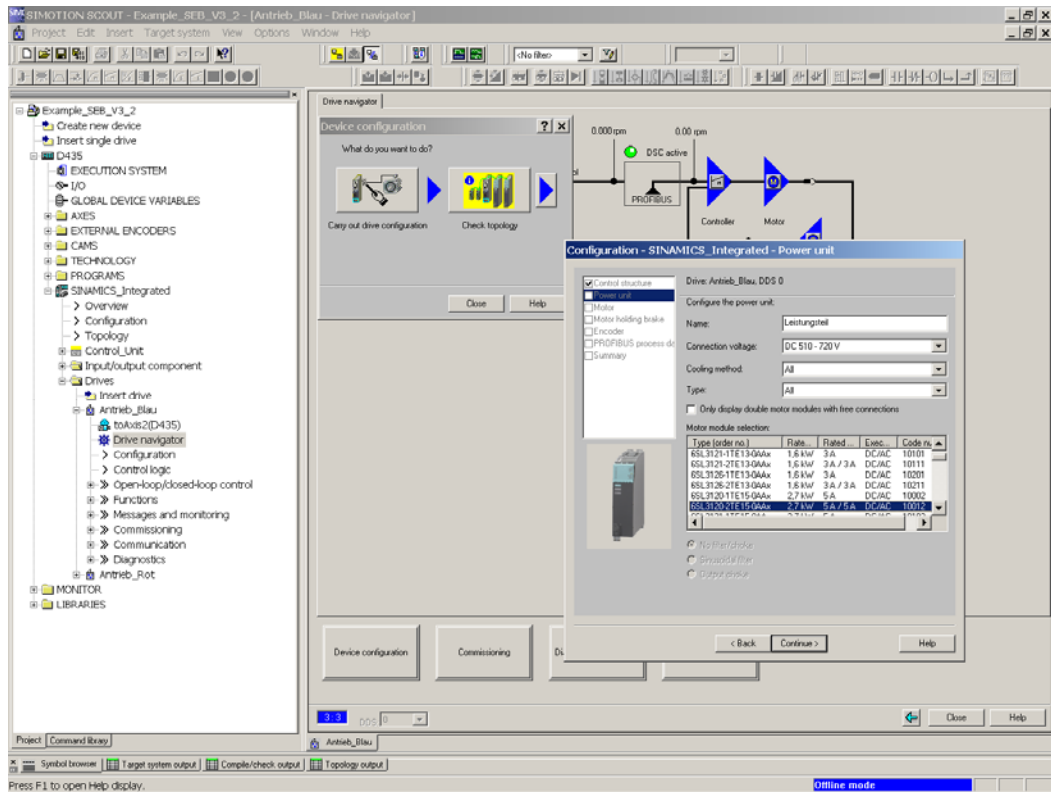 SIMOTION SCOUT - Example_SEB_V3_2 - [Antrieb_Blau - Drive navigator]
Project Edit Insert Target system View Options Window Help
<No filter>
Example_SEB_V3_2
Create new device
Insert single drive
D435
EXECUTION SYSTEM
I/O
GLOBAL DEVICE VARIABLES
AXES
EXTERNAL ENCODERS
CAMS
TECHNOLOGY
PROGRAMS
SINAMICS_Integrated
Overview
Configuration
Topology
Control_Unit
Input/output component
Drives
Insert drive
Antrieb_Blau
toAxis2(D435)
Drive navigator
Configuration
Control logic
Open-loop/closed-loop control
Functions
Messages and monitoring
Commissioning
Communication
Diagnostics
Antrieb_Rot
MONITOR
LIBRARIES
Project Command library
Drive navigator
Device configuration
What do you want to do?
Carry out drive configuration Check topology
Close Help
0.000 rpm 0.00 rpm
DSC active
PROFIBUS
Controller Motor
Configuration - SINAMICS_Integrated - Power unit
Control structure
Power unit
Motor
Motor holding brake
Encoder
PROFIBUS process da
Summary
Drive: Antrieb_Blau, DDS 0
Configure the power unit:
Name: Leistungsteil
Connection voltage: DC 510 - 720 V
Cooling method: All
Type: All
Only display double motor modules with free connections
Motor module selection:
Type (order no.) Rate... Rated ... Exec... Code nu
6SL3121-1TE13-0AAx 1,6 kW 3 A DC/AC 10101
6SL3121-2TE13-0AAx 1,6 kW 3 A / 3 A DC/AC 10111
6SL3126-1TE13-0AAx 1,6 kW 3 A DC/AC 10201
6SL3126-2TE13-0AAx 1,6 kW 3 A / 3 A DC/AC 10211
6SL3120-1TE15-0AAx 2,7 kW 5 A DC/AC 10002
6SL3120-2TE15-0AAx 2,7 kW 5 A / 5 A DC/AC 10012
No filter/choke
Sinusoidal filter
Output choke
< Back Continue > Help
Device configuration Commissioning
3:3 DDS 0 Close Help
Antrieb_Blau
Symbol browser Target system output Compile/check output Topology output
Press F1 to open Help display. Offline mode